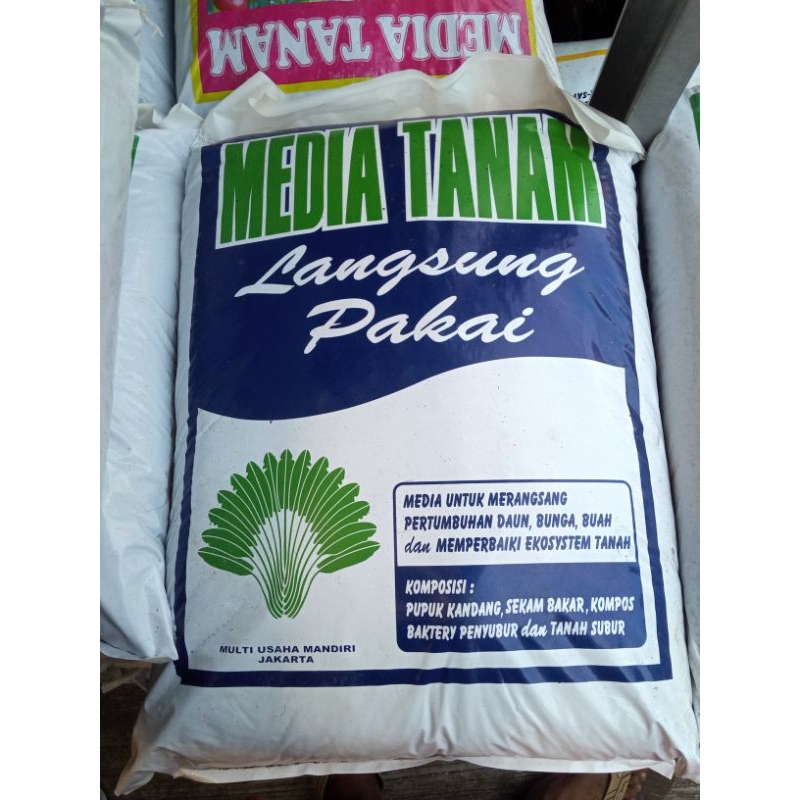 MEDIA TANAM
MEDIA TANAM
Langsung
Pakai
MEDIA UNTUK MERANGSANG
PERTUMBUHAN DAUN, BUNGA, BUAH
dan MEMPERBAIKI EKOSYSTEM TANAH
KOMPOSISI :
PUPUK KANDANG, SEKAM BAKAR, KOMPOS
BAKTERY PENYUBUR dan TANAH SUBUR
MULTI USAHA MANDIRI
JAKARTA